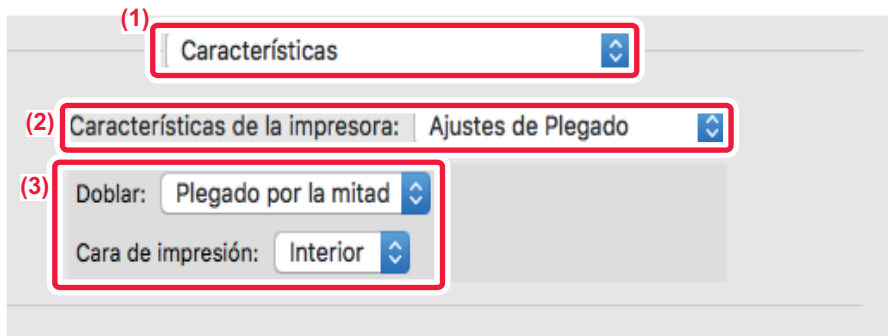 (1)
Características
(2) Características de la impresora: Ajustes de Plegado
(3)
Doblar: Plegado por la mitad
Cara de impresión: Interior